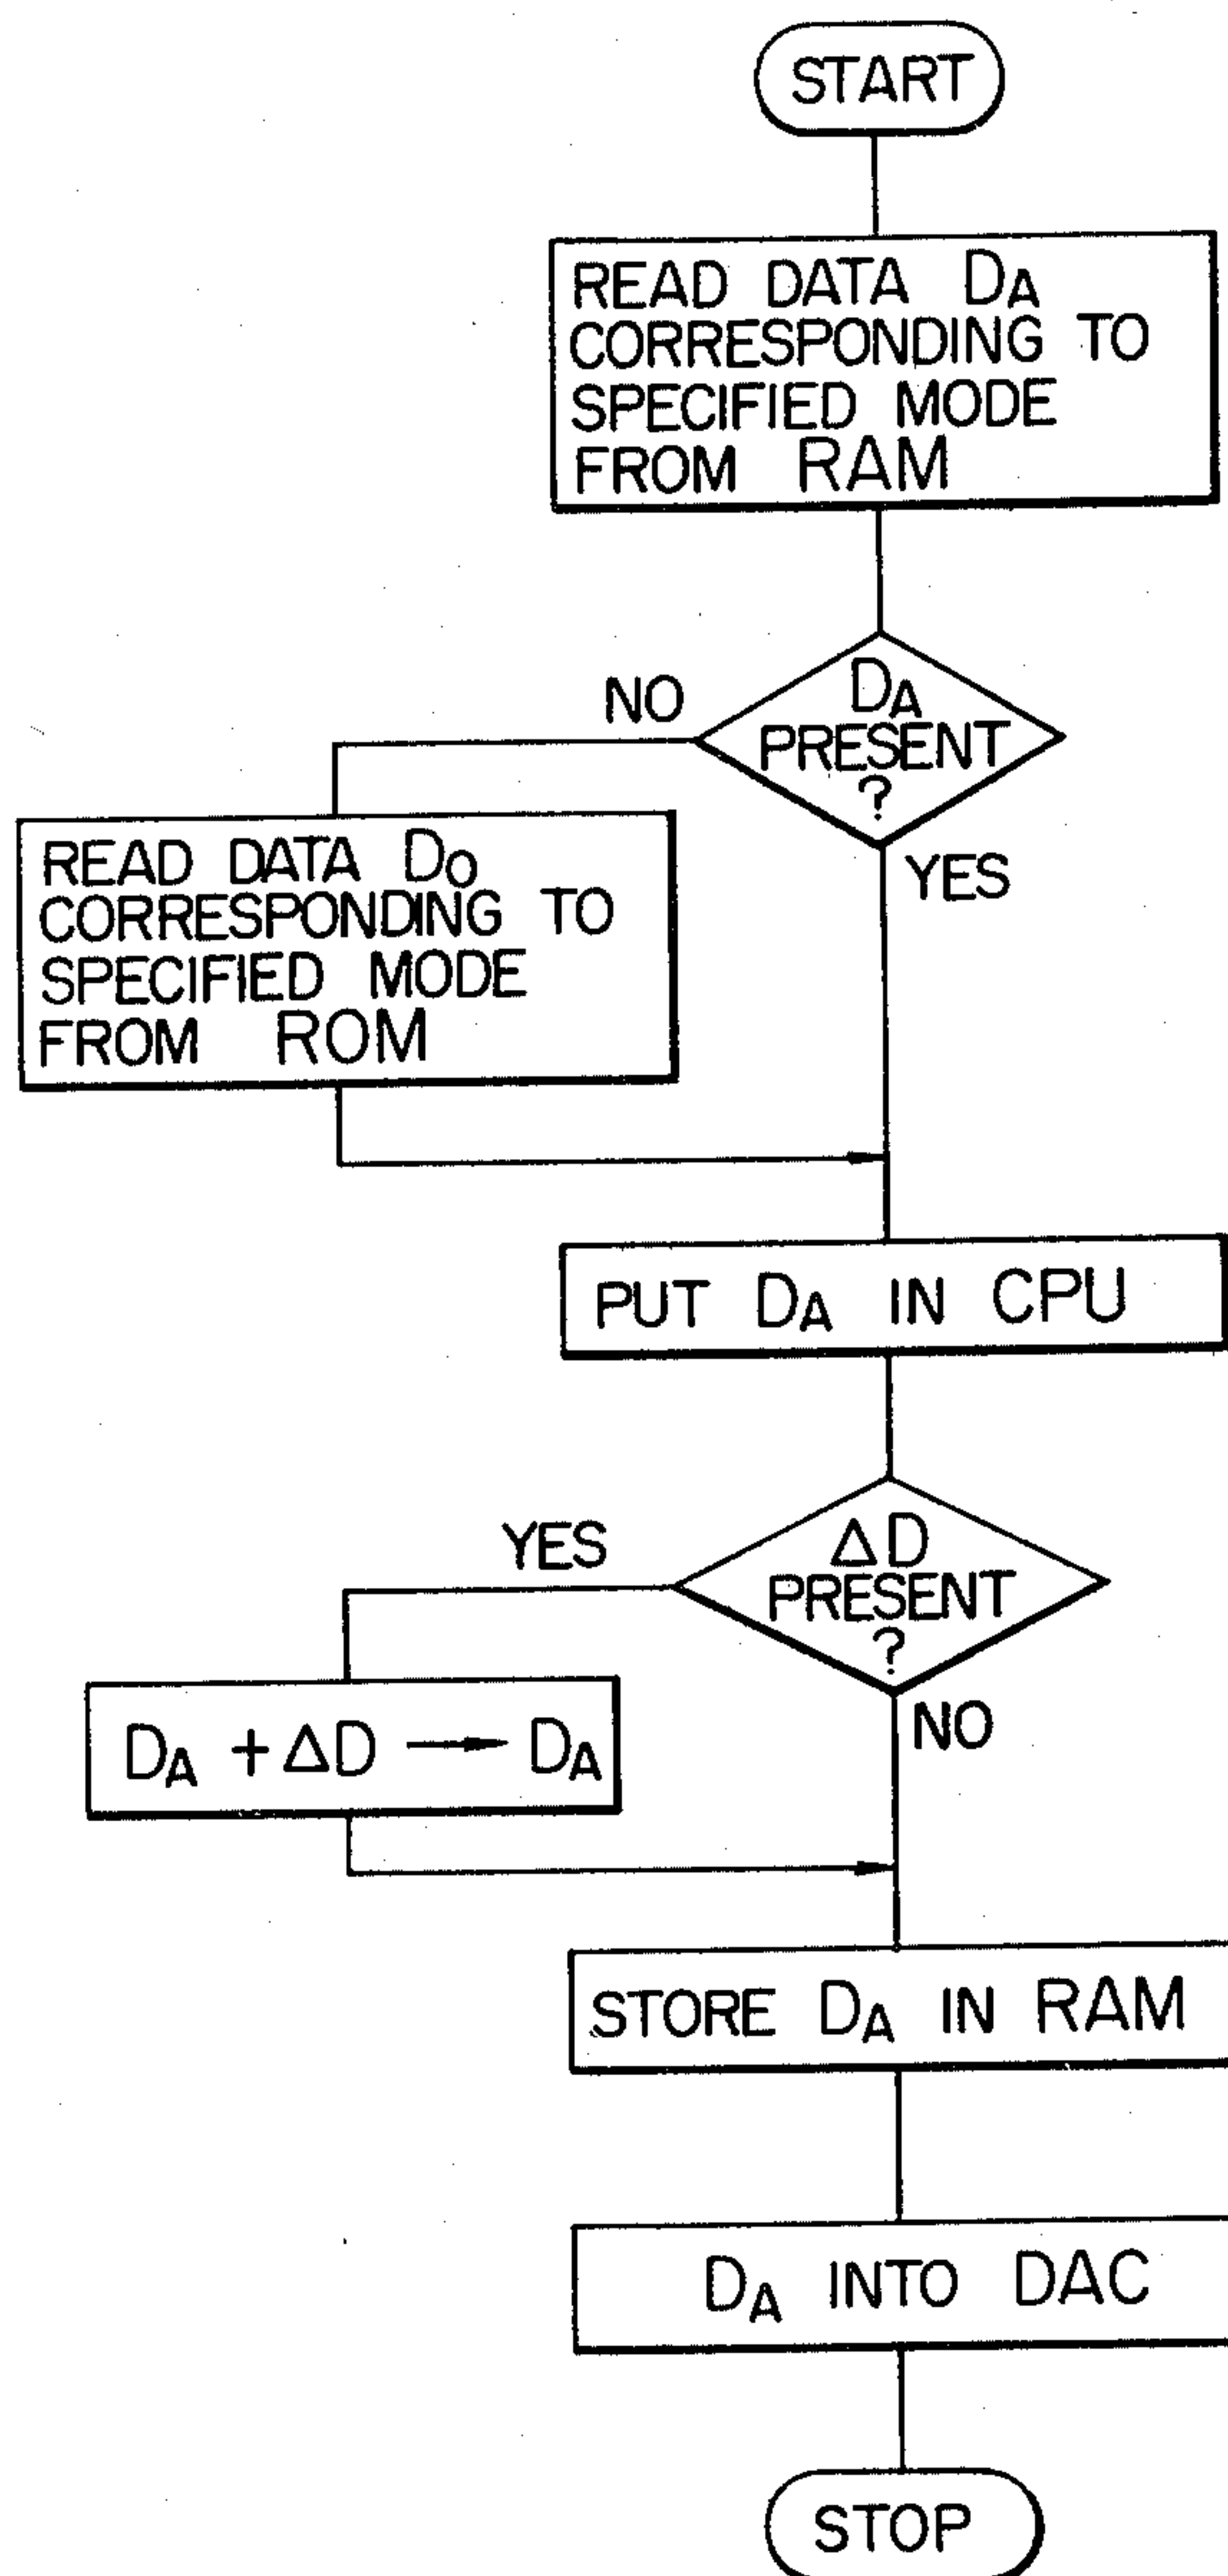 START
READ DATA DA
CORRESPONDING TO
SPECIFIED MODE
FROM RAM
DA
PRESENT
?
NO
YES
READ DATA DO
CORRESPONDING TO
SPECIFIED MODE
FROM ROM
PUT DA IN CPU
ΔD
PRESENT
?
YES
NO
DA + ΔD → DA
STORE DA IN RAM
DA INTO DAC
STOP